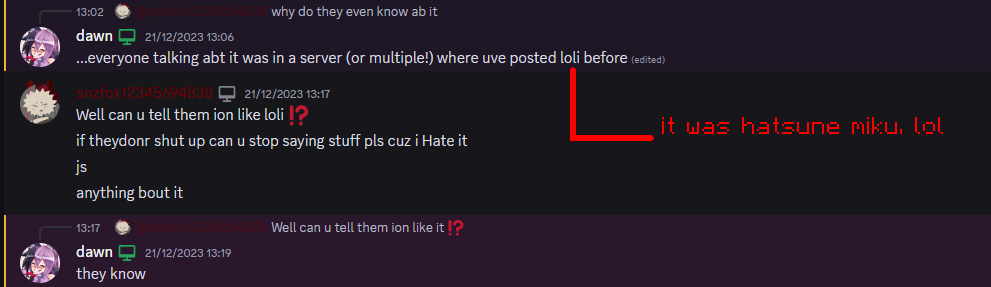 13:02 why do they even know ab it
dawn 21/12/2023 13:06
...everyone talking abt it was in a server (or multiple!) where uve posted loli before (edited)
it was hatsune miku. lol
snzfox12345694838 21/12/2023 13:17
Well can u tell them ion like loli ⁉️
if theydonr shut up can u stop saying stuff pls cuz i Hate it
js
anything bout it
13:17 Well can u tell them ion like it ⁉️
dawn 21/12/2023 13:19
they know